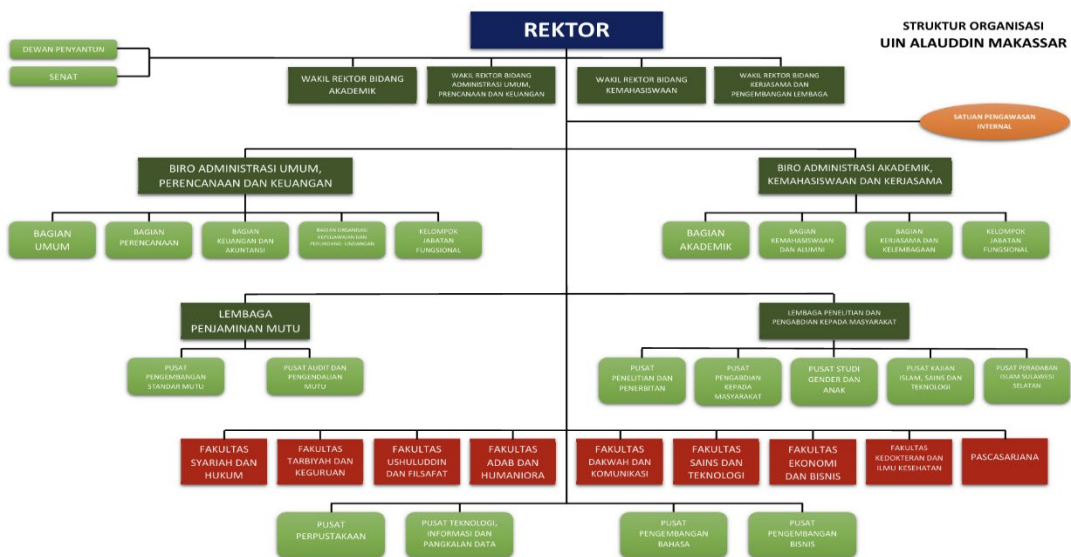 REKTOR
STRUKTUR ORGANISASI
UIN ALAUDDIN MAKASSAR
DEWAN PENYANTUN
SENAT
WAKIL REKTOR BIDANG
AKADEMIK
WAKIL REKTOR BIDANG
ADMINISTRASI UMUM,
PRENCANAAN DAN KEUANGAN
WAKIL REKTOR BIDANG
KEMAHASISWAAN
WAKIL REKTOR BIDANG
KERJASAMA DAN
PENGEMBANGAN LEMBAGA
SATUAN PENGAWASAN
INTERNAL
BIRO ADMINISTRASI UMUM,
PERENCANAAN DAN KEUANGAN
BIRO ADMINISTRASI AKADEMIK,
KEMAHASISWAAN DAN KERJASAMA
BAGIAN
UMUM
BAGIAN
PERENCANAAN
BAGIAN
KEUANGAN DAN
AKUNTANSI
BAGIAN ORGANISASI
KEPEGAWAIAN DAN
KELOMPOK
JABATAN
FUNGSIONAL
BAGIAN
AKADEMIK
BAGIAN
KEMAHASISWAAN
DAN ALUMNI
BAGIAN
KERJASAMA DAN
KELEMBAGAAN
KELOMPOK
JABATAN
FUNGSIONAL
LEMBAGA
PENJAMINAN MUTU
LEMBAGA PENELITIAN DAN
PENGABDIAN KEPADA MASYARAKAT
PUSAT
PENGEMBANGAN
STANDAR MUTU
PUSAT AUDIT DAN
PENGENDALIAN
MUTU
PUSAT
PENELITIAN DAN
PENERBITAN
PUSAT
PENGABDIAN
KEPADA
MASYARAKAT
PUSAT STUDI
GENDER DAN
ANAK
PUSAT KAJIAN
ISLAM, SAINS DAN
TEKNOLOGI
PUSAT PERADABAN
ISLAM SULAWESI
SELATAN
FAKULTAS
SYARIAH DAN
HUKUM
FAKULTAS
TARBIYAH DAN
KEGURUAN
FAKULTAS
USHULUDDIN
DAN FILSAFAT
FAKULTAS
ADAB DAN
HUMANIORA
FAKULTAS
DAKWAH DAN
KOMUNIKASI
FAKULTAS
SAINS DAN
TEKNOLOGI
FAKULTAS
EKONOMI
DAN BISNIS
FAKULTAS
KEDOKTERAN DAN
ILMU KESEHATAN
PASCASARJANA
PUSAT
PERPUSTAKAAN
PUSAT TEKNOLOGI,
INFORMASI DAN
PANGKALAN DATA
PUSAT
PENGEMBANGAN
BAHASA
PUSAT
PENGEMBANGAN
BISNIS